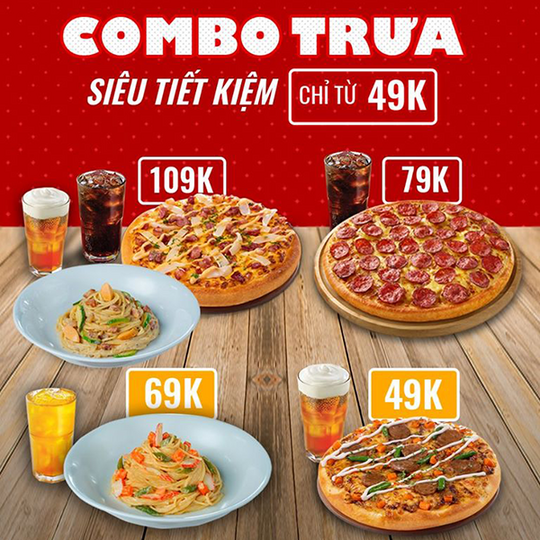 COMBO TRƯA
SIÊU TIẾT KIỆM
CHỈ TỪ 49K
109K
79K
69K
49K